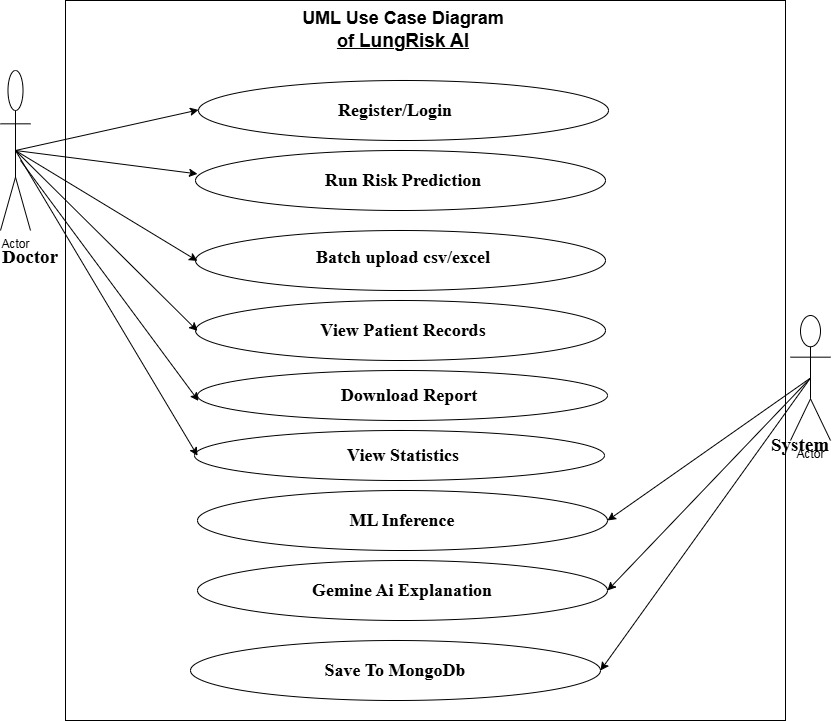 UML Use Case Diagram
of LungRisk AI
Register/Login
Run Risk Prediction
Actor
Doctor
Batch upload csv/excel
View Patient Records
Download Report
System
Actor
View Statistics
ML Inference
Gemine Ai Explanation
Save To MongoDb